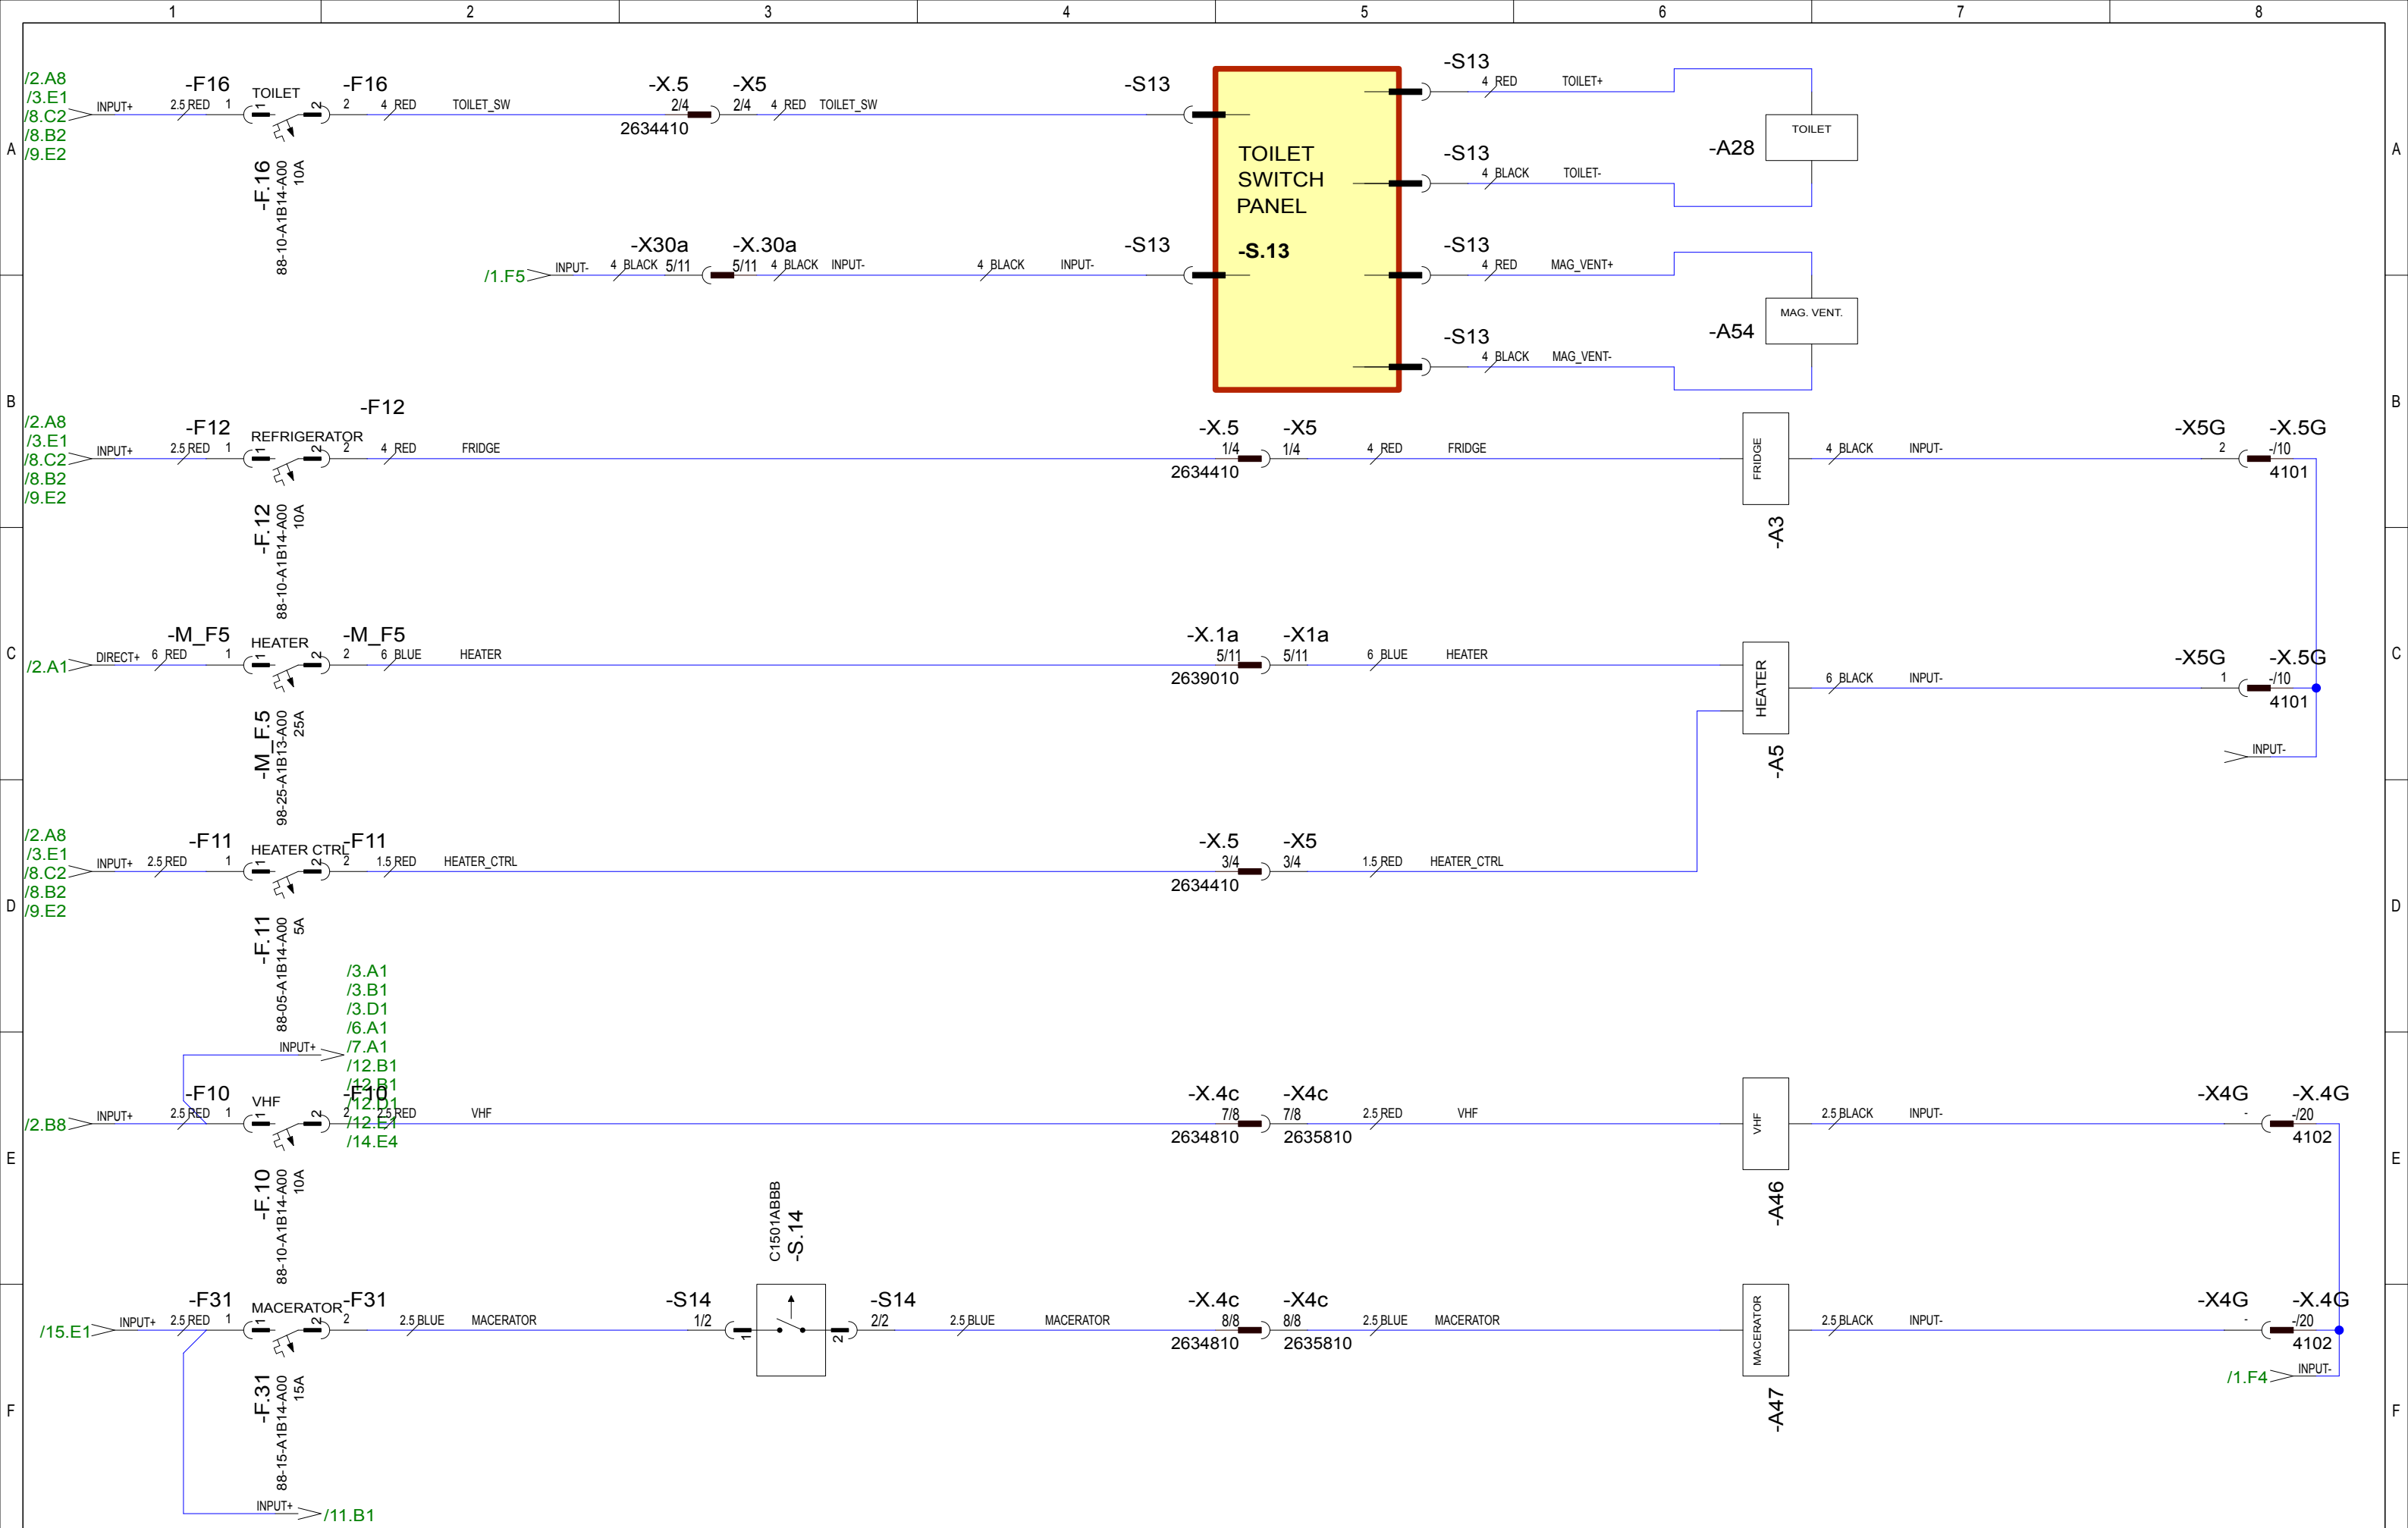 1 2 3 4 5 6 7 8
A
A
/2.A8
/3.E1
/8.C2
/8.B2
/9.E2
INPUT+
2.5 RED
-F16
1
TOILET
1
2
-F16
2
4 RED
TOILET_SW
-F.16
88-10-A1B14-A00
10A
-X.5
2/4
2634410
-X5
2/4
4 RED
TOILET_SW
-S13
TOILET
SWITCH
PANEL
-S.13
-S13
4 RED
TOILET+
-S13
4 BLACK
TOILET-
-A28
TOILET
/1.F5
INPUT-
4 BLACK
-X30a
5/11
-X.30a
5/11
4 BLACK
INPUT-
4 BLACK
INPUT-
-S13
-S13
4 RED
MAG_VENT+
-S13
4 BLACK
MAG_VENT-
-A54
MAG. VENT.
B
B
/2.A8
/3.E1
/8.C2
/8.B2
/9.E2
INPUT+
2.5 RED
-F12
1
REFRIGERATOR
1
2
-F12
2
4 RED
FRIDGE
-F.12
88-10-A1B14-A00
10A
-X.5
1/4
2634410
-X5
1/4
4 RED
FRIDGE
FRIDGE
-A3
4 BLACK
INPUT-
-X5G
2
-X.5G
-/10
4101
C
C
/2.A1
DIRECT+
6 RED
-M_F5
1
HEATER
1
2
-M_F5
2
6 BLUE
HEATER
-M_F.5
98-25-A1B13-A00
25A
-X.1a
5/11
2639010
-X1a
5/11
6 BLUE
HEATER
HEATER
-A5
6 BLACK
INPUT-
-X5G
1
-X.5G
-/10
4101
INPUT-
D
D
/2.A8
/3.E1
/8.C2
/8.B2
/9.E2
INPUT+
2.5 RED
-F11
1
HEATER CTRL
1
2
-F11
2
1.5 RED
HEATER_CTRL
-F.11
88-05-A1B14-A00
5A
-X.5
3/4
2634410
-X5
3/4
1.5 RED
HEATER_CTRL
INPUT+
/3.A1
/3.B1
/3.D1
/6.A1
/7.A1
/12.B1
/12.B1
/12.D1
/12.E1
/14.E4
E
E
/2.B8
INPUT+
2.5 RED
-F10
1
VHF
1
2
-F10
2
2.5 RED
VHF
-F.10
88-10-A1B14-A00
10A
-X.4c
7/8
2634810
-X4c
7/8
2635810
2.5 RED
VHF
VHF
-A46
2.5 BLACK
INPUT-
-X4G
-
-X.4G
-/20
4102
F
F
/15.E1
INPUT+
2.5 RED
-F31
1
MACERATOR
1
2
-F31
2
2.5 BLUE
MACERATOR
-F.31
88-15-A1B14-A00
15A
-S14
1/2
C1501ABBB
-S.14
1
2
-S14
2/2
2.5 BLUE
MACERATOR
-X.4c
8/8
2634810
-X4c
8/8
2635810
2.5 BLUE
MACERATOR
MACERATOR
-A47
2.5 BLACK
INPUT-
-X4G
-
-X.4G
-/20
4102
/1.F4
INPUT-
INPUT+
/11.B1